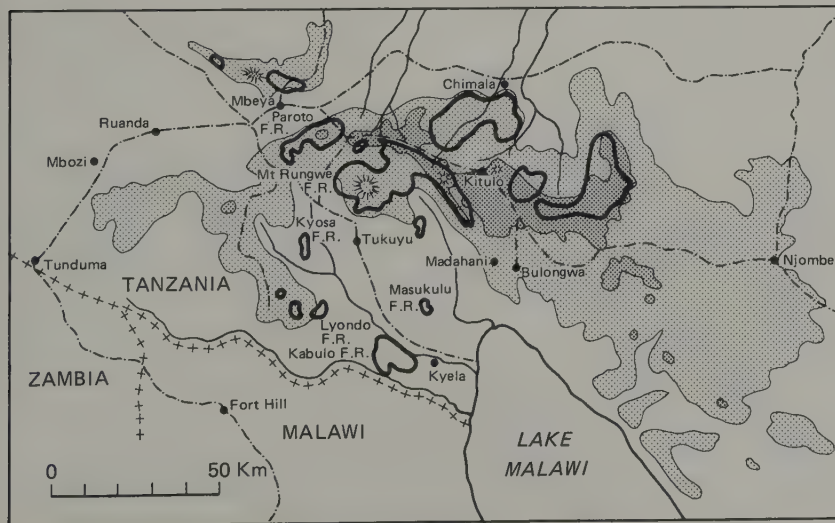 Chimala
Mbeya
Paroto
F.R.
Ruanda
Mbozi
Mt Rungwe
F.R.
Kitulo
Kyosa
F.R.
Tukuyu
Madahani
Bulongwa
Njombe
Tunduma
TANZANIA
Masukulu
F.R.
Lyondo
F.R.
Kabulo F.R.
Kyela
ZAMBIA
Fort Hill
MALAWI
LAKE
MALAWI
0 50 Km